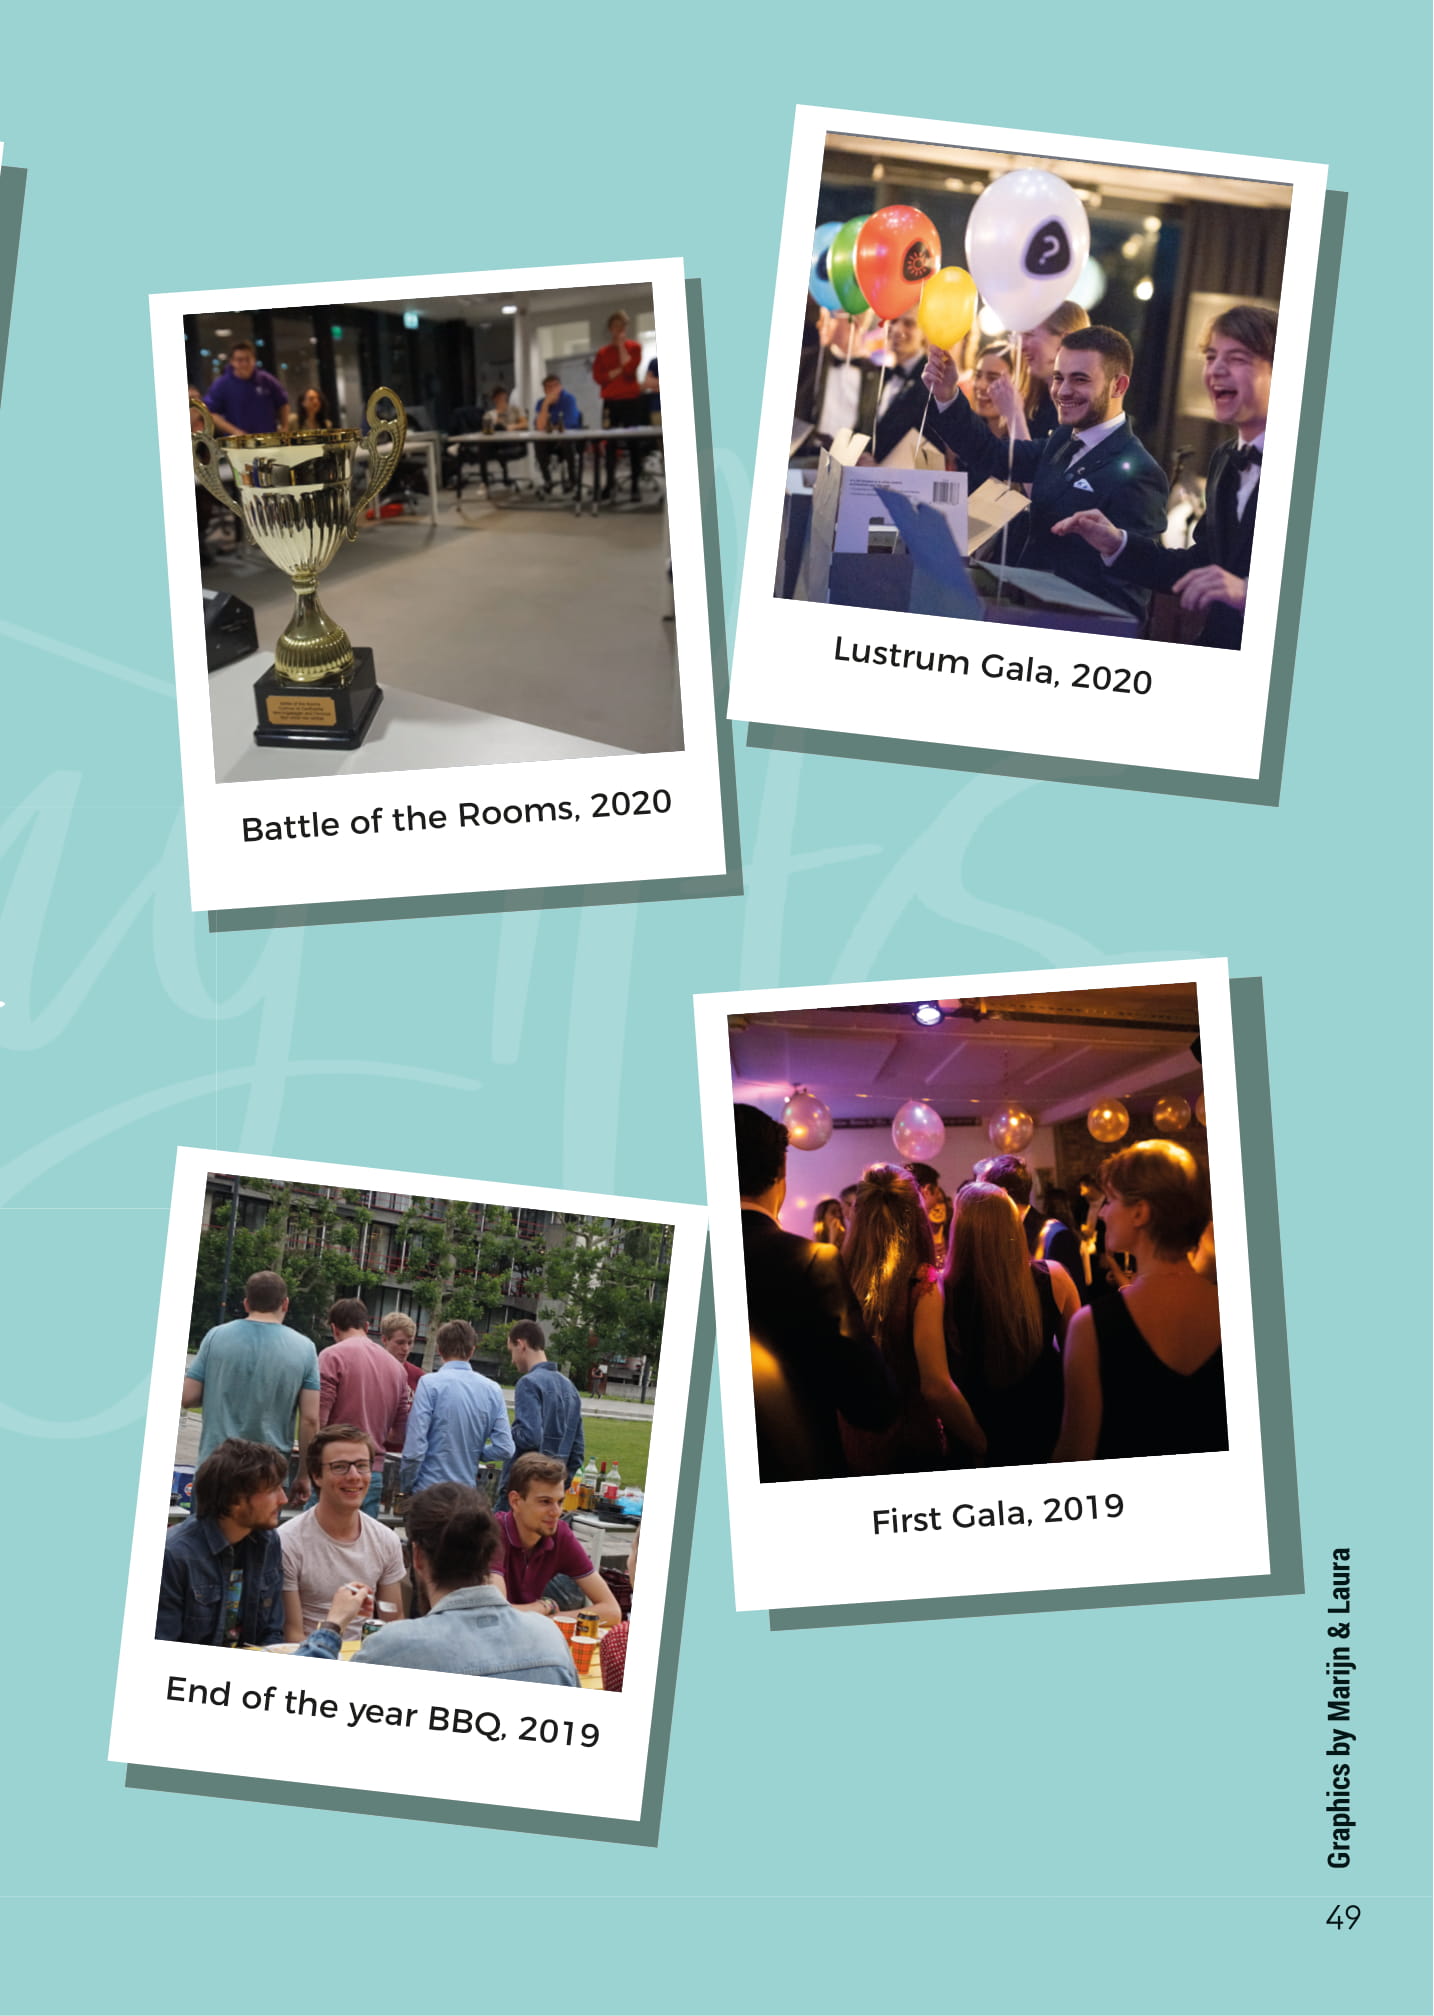 Lustrum Gala, 2020
Battle of the Rooms, 2020
First Gala, 2019
End of the year BBQ, 2019
Graphics by Marijn & Laura
49
?